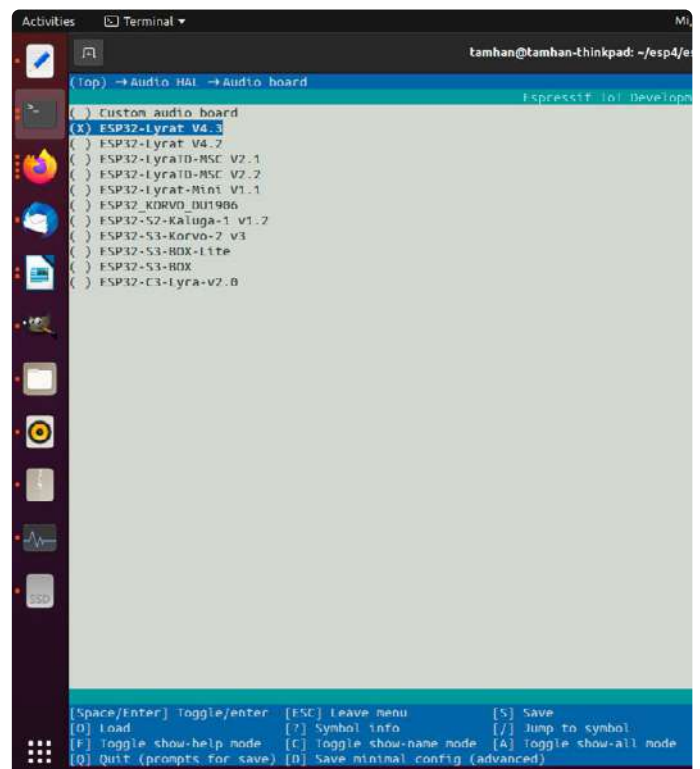 Activities Terminal ▾ Mi,
tamhan@tamhan-thinkpad: ~/esp4/es
(Top) → Audio HAL → Audio board
Espressif IoT Developm
( ) Custom audio board
(X) ESP32-Lyrat V4.3
( ) ESP32-Lyrat V4.2
( ) ESP32-LyraTD-MSC V2.1
( ) ESP32-LyraTD-MSC V2.2
( ) ESP32-Lyrat-Mini V1.1
( ) ESP32_KORVO_DU1906
( ) ESP32-S2-Kaluga-1 v1.2
( ) ESP32-S3-Korvo-2 v3
( ) ESP32-S3-BOX-Lite
( ) ESP32-S3-BOX
( ) ESP32-C3-Lyra-v2.0
SSD
[Space/Enter] Toggle/enter [ESC] Leave menu [S] Save
[O] Load [?] Symbol info [/] Jump to symbol
[F] Toggle show-help mode [C] Toggle show-name mode [A] Toggle show-all mode
[Q] Quit (prompts for save) [D] Save minimal config (advanced)